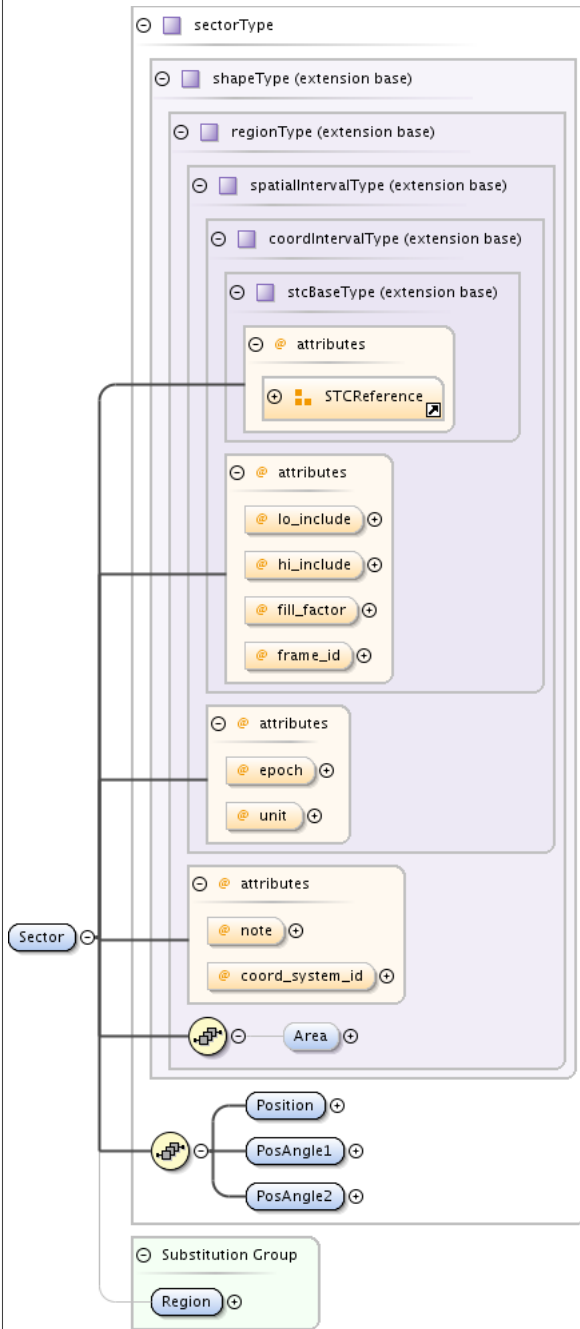 sectorType
shapeType (extension base)
regionType (extension base)
spatialIntervalType (extension base)
coordIntervalType (extension base)
stcBaseType (extension base)
@ attributes
STCReference
@ attributes
@ lo_include
@ hi_include
@ fill_factor
@ frame_id
@ attributes
@ epoch
@ unit
@ attributes
@ note
Sector
@ coord_system_id
Area
Position
PosAngle1
PosAngle2
Substitution Group
Region